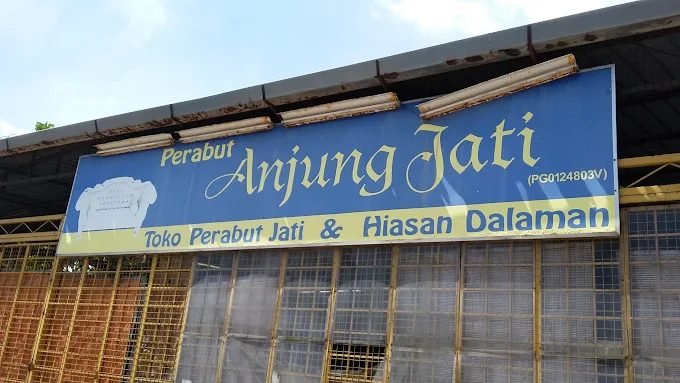 Perabut
Anjung Jati
(PG0124803V)
Toko Perabut Jati & Hiasan Dalaman